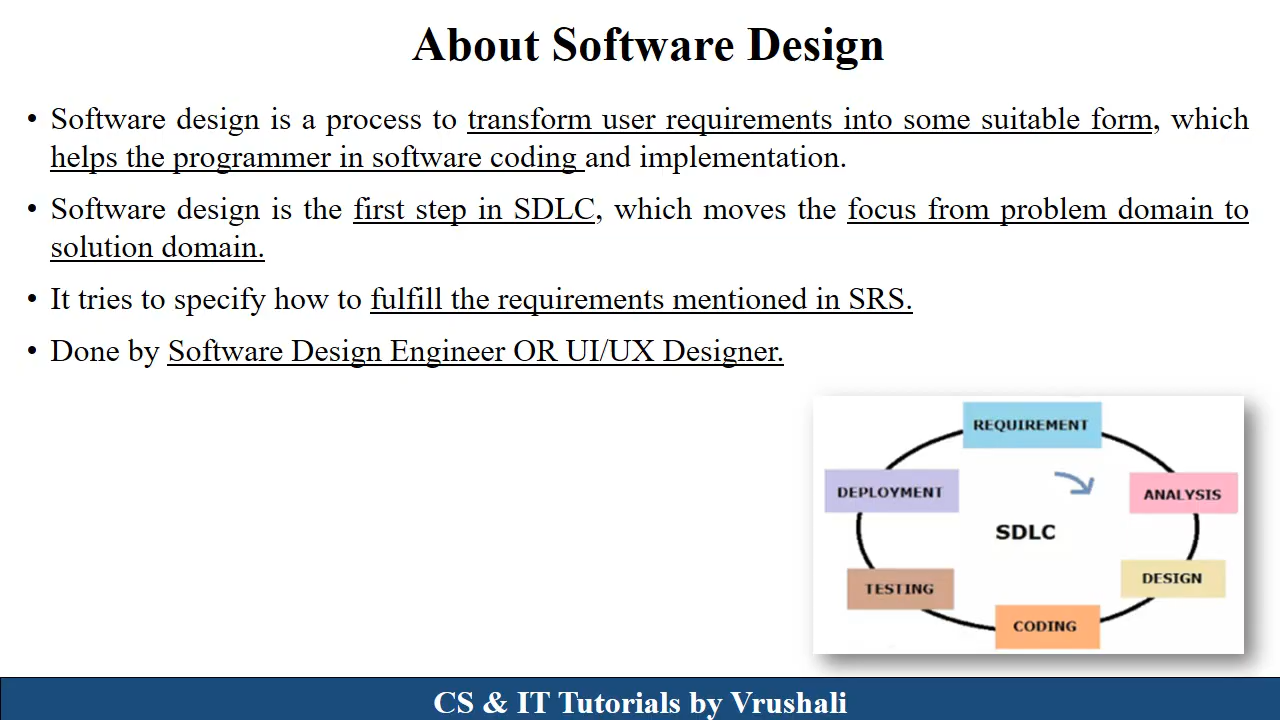 About Software Design
• Software design is a process to transform user requirements into some suitable form, which
helps the programmer in software coding and implementation.
• Software design is the first step in SDLC, which moves the focus from problem domain to
solution domain.
• It tries to specify how to fulfill the requirements mentioned in SRS.
• Done by Software Design Engineer OR UI/UX Designer.
REQUIREMENT
DEPLOYMENT
ANALYSIS
SDLC
DESIGN
TESTING
CODING
CS & IT Tutorials by Vrushali